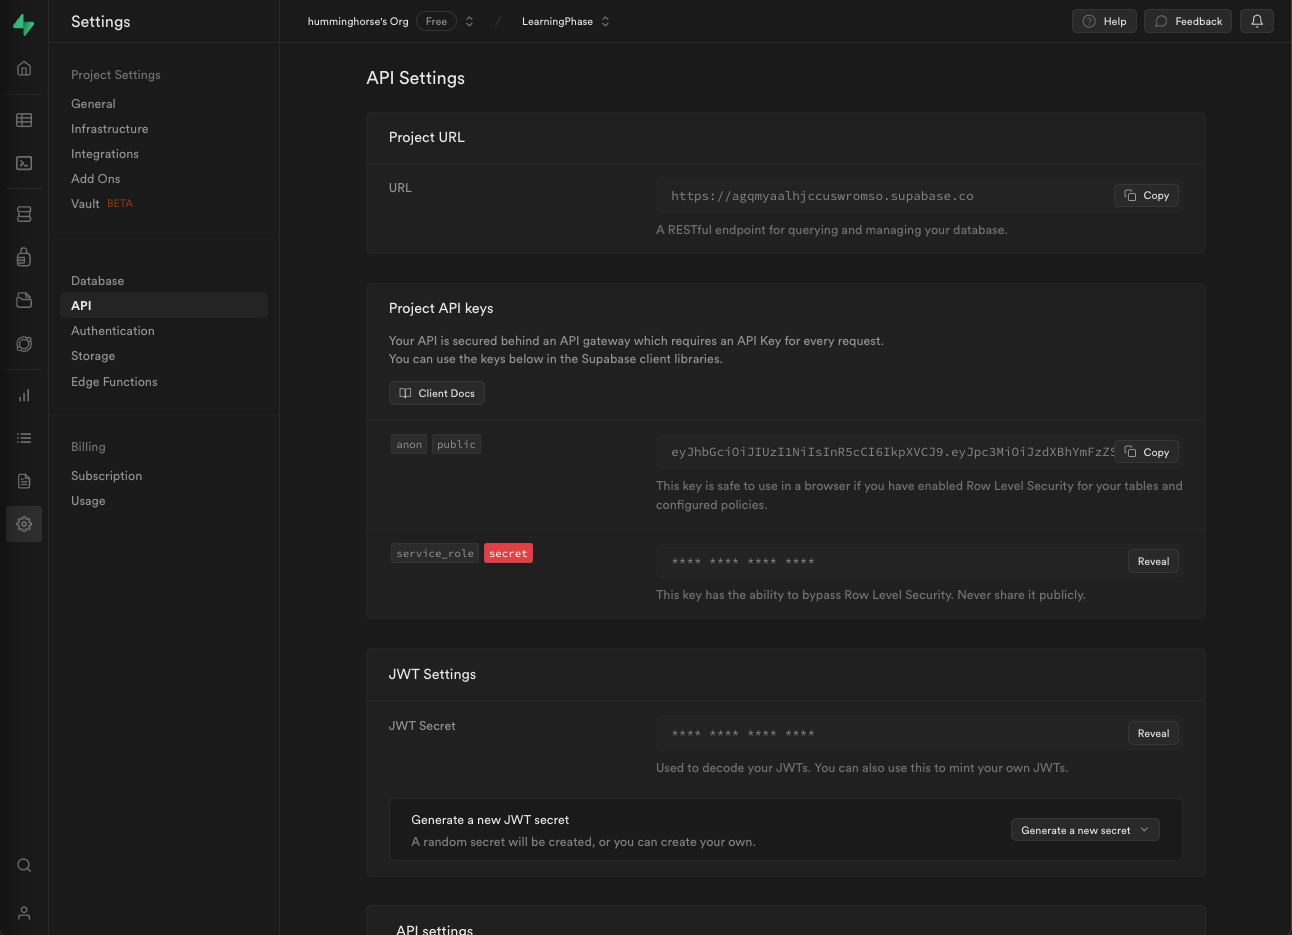 Settings
humminghorse's Org Free / LearningPhase
Help Feedback
Project Settings
General
Infrastructure
Integrations
Add Ons
Vault BETA
Database
API
Authentication
Storage
Edge Functions
Billing
Subscription
Usage
API Settings
Project URL
URL
https://agqmyaalhjccuswromso.supabase.co
Copy
A RESTful endpoint for querying and managing your database.
Project API keys
Your API is secured behind an API gateway which requires an API Key for every request.
You can use the keys below in the Supabase client libraries.
Client Docs
anon public
eyJhbGciOiJIUzI1NiIsInR5cCI6IkpXVCJ9.eyJpc3MiOiJzdXBhYmFzZS
Copy
This key is safe to use in a browser if you have enabled Row Level Security for your tables and
configured policies.
service_role secret
**** **** **** ****
Reveal
This key has the ability to bypass Row Level Security. Never share it publicly.
JWT Settings
JWT Secret
**** **** **** ****
Reveal
Used to decode your JWTs. You can also use this to mint your own JWTs.
Generate a new JWT secret
A random secret will be created, or you can create your own.
Generate a new secret
API settings